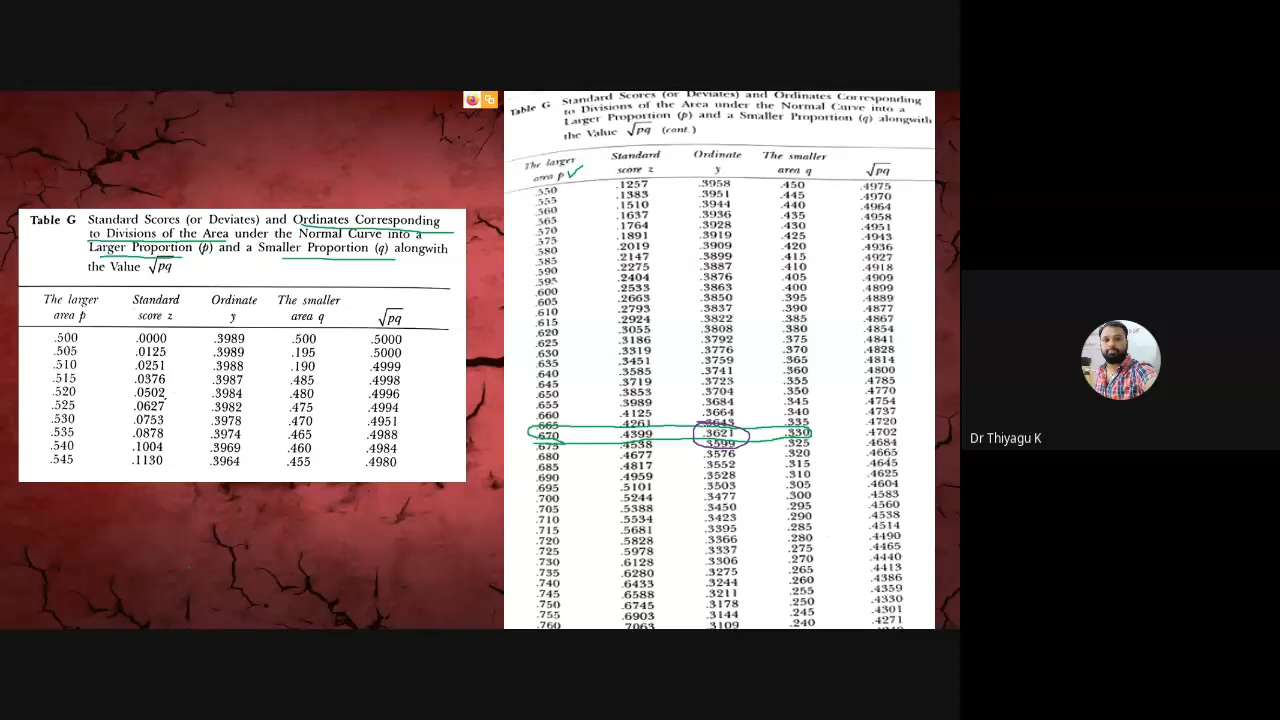 Table G Standard Scores (or Deviates) and Ordinates Corresponding
to Divisions of the Area under the Normal Curve into a
Larger Proportion (p) and a Smaller Proportion (q) alongwith
the Value √pq
The larger Standard Ordinate The smaller
area p score z y area q √pq
.500 .0000 .3989 .500 .5000
.505 .0125 .3989 .195 .5000
.510 .0251 .3988 .190 .4999
.515 .0376 .3987 .485 .4998
.520 .0502 .3984 .480 .4996
.525 .0627 .3982 .475 .4994
.530 .0753 .3978 .470 .4951
.535 .0878 .3974 .465 .4988
.540 .1004 .3969 .460 .4984
.545 .1130 .3964 .455 .4980
Table G Standard Scores (or Deviates) and Ordinates Corresponding
to Divisions of the Area under the Normal Curve into a
Larger Proportion (p) and a Smaller Proportion (q) alongwith
the Value √pq (cont.)
The larger Standard Ordinate The smaller
area p score z y area q √pq
.550 .1257 .3958 .450 .4975
.555 .1383 .3951 .445 .4970
.560 .1510 .3944 .440 .4964
.565 .1637 .3936 .435 .4958
.570 .1764 .3928 .430 .4951
.575 .1891 .3919 .425 .4943
.580 .2019 .3909 .420 .4936
.585 .2147 .3899 .415 .4927
.590 .2275 .3887 .410 .4918
.595 .2404 .3876 .405 .4909
.600 .2533 .3863 .400 .4899
.605 .2663 .3850 .395 .4889
.610 .2793 .3837 .390 .4877
.615 .2924 .3822 .385 .4867
.620 .3055 .3808 .380 .4854
.625 .3186 .3792 .375 .4841
.630 .3319 .3776 .370 .4828
.635 .3451 .3759 .365 .4814
.640 .3585 .3741 .360 .4800
.645 .3719 .3723 .355 .4785
.650 .3853 .3704 .350 .4770
.655 .3989 .3684 .345 .4754
.660 .4125 .3664 .340 .4737
.665 .4261 .3643 .335 .4720
.670 .4399 .3621 .330 .4702
.675 .4538 .3599 .325 .4684
.680 .4677 .3576 .320 .4665
.685 .4817 .3552 .315 .4645
.690 .4959 .3528 .310 .4625
.695 .5101 .3503 .305 .4604
.700 .5244 .3477 .300 .4583
.705 .5388 .3450 .295 .4560
.710 .5534 .3423 .290 .4538
.715 .5681 .3395 .285 .4514
.720 .5828 .3366 .280 .4490
.725 .5978 .3337 .275 .4465
.730 .6128 .3306 .270 .4440
.735 .6280 .3275 .265 .4413
.740 .6433 .3244 .260 .4386
.745 .6588 .3211 .255 .4359
.750 .6745 .3178 .250 .4330
.755 .6903 .3144 .245 .4301
.760 .7063 .3109 .240 .4271
Dr Thiyagu K